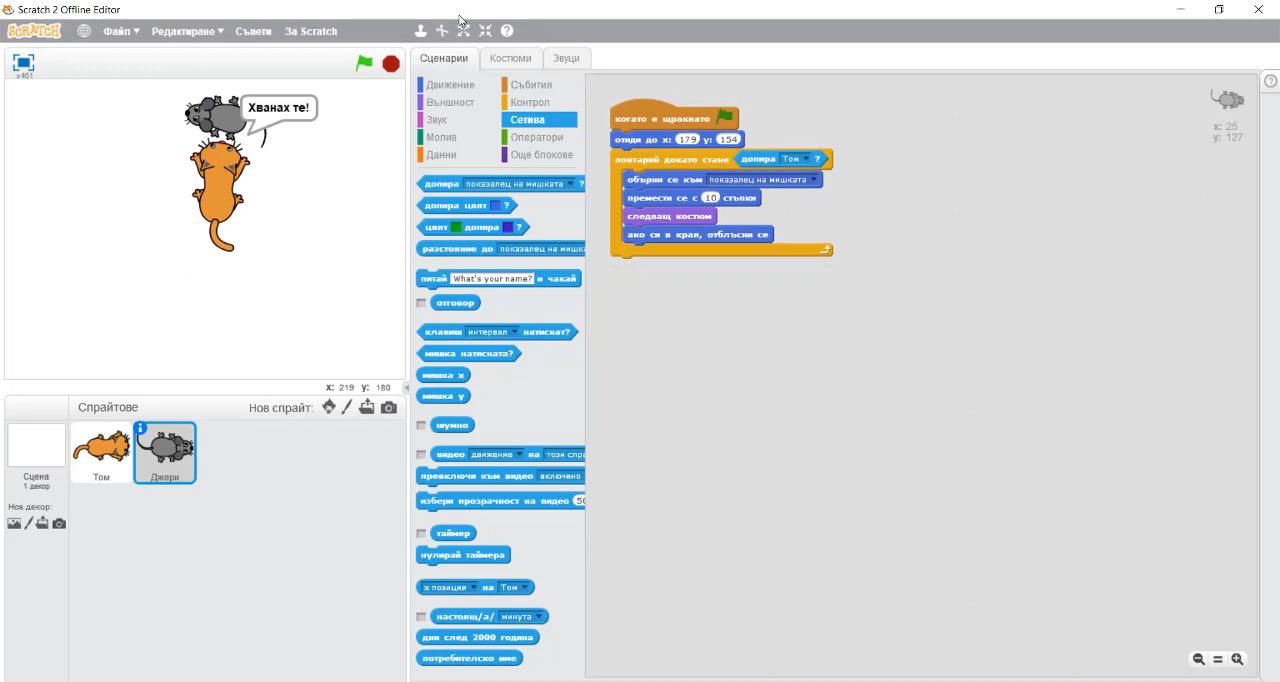 Scratch 2 Offline Editor
SCRATCH Файл Редактиране Съвети За Scratch
v461
Сценарии Костюми Звуци
Хванах те!
Движение Събития
Външност Контрол
Звук Сетива
Молив Оператори
Данни Още блокове
допира показалец на мишката ?
допира цвят ?
цвят допира ?
разстояние до показалец на мишка
питай What's your name? и чакай
отговор
клавиш интервал натиснат?
мишка натисната?
мишка x
мишка y
шумно
видео движение на този спра
превключи към видео включено
избери прозрачност на видео 50
таймер
нулирай таймера
x позиция на Том
настоящ/а/ минута
дни след 2000 година
потребителско име
когато е щракнато
отиди до x: 179 y: 154
повтаряй докато стане допира Том ?
обърни се към показалец на мишката
премести се с 10 стъпки
следващ костюм
ако си в края, отблъсни се
x: 25
y: 127
x: 219 y: 180
Спрайтове Нов спрайт:
Сцена
1 декор
Нов декор:
Том
Джери